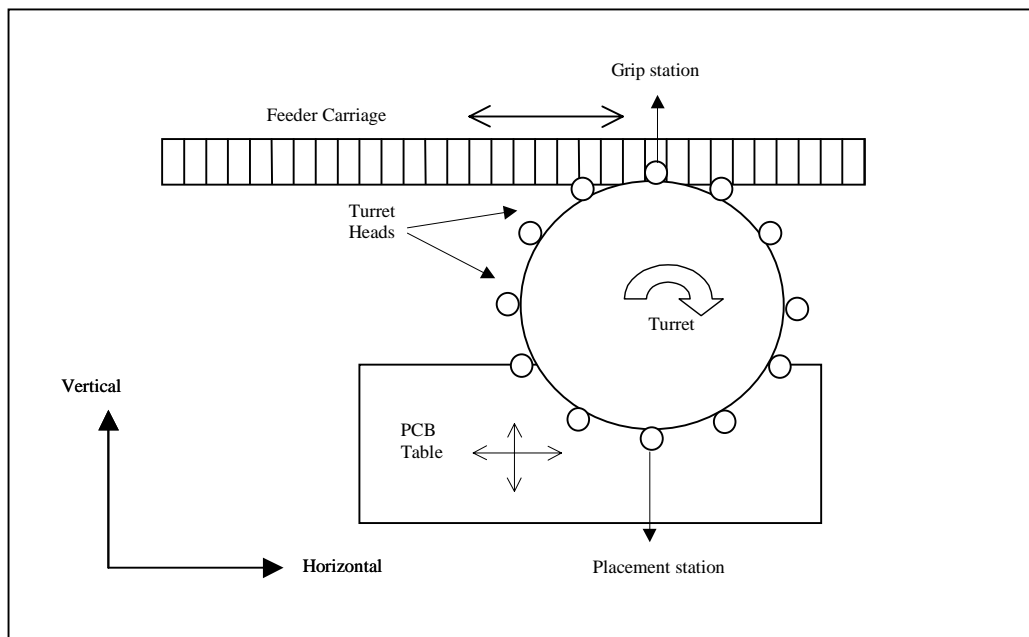 Grip station
Feeder Carriage
Turret
Heads
Turret
Vertical
PCB
Table
Horizontal
Placement station